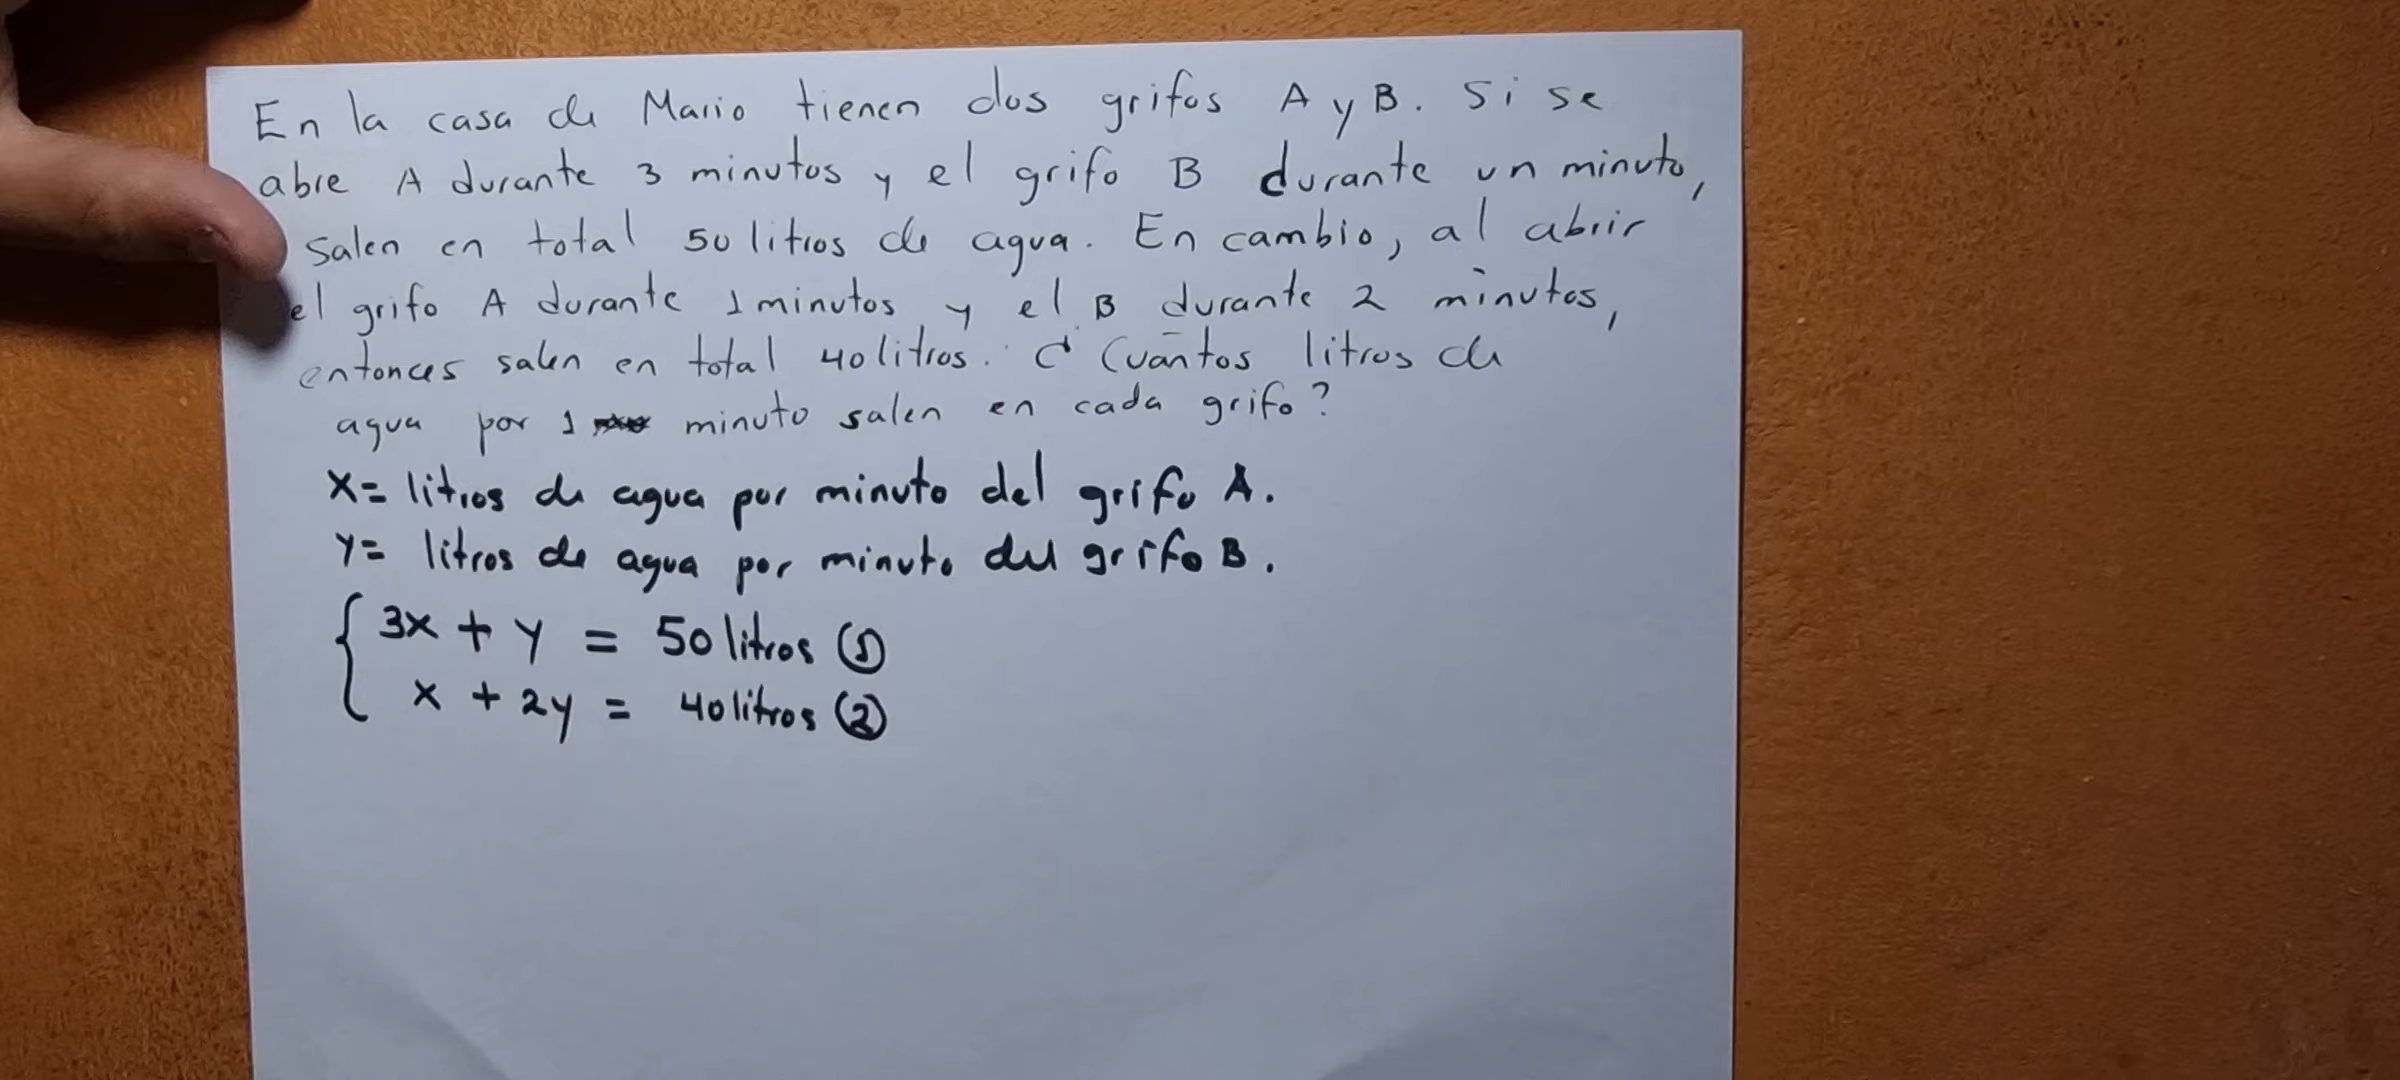 En la casa de Mario tienen dos grifos A y B. Si se
abre A durante 3 minutos y el grifo B durante un minuto,
salen en total 50 litros de agua. En cambio, al abrir
el grifo A durante 1 minutos y el B durante 2 minutos,
entonces salen en total 40 litros. ¿Cuántos litros de
agua por 1 minuto salen en cada grifo?
X= litros de agua por minuto del grifo A.
Y= litros de agua por minuto del grifo B.
3x + y = 50 litros (1)
x + 2y = 40 litros (2)